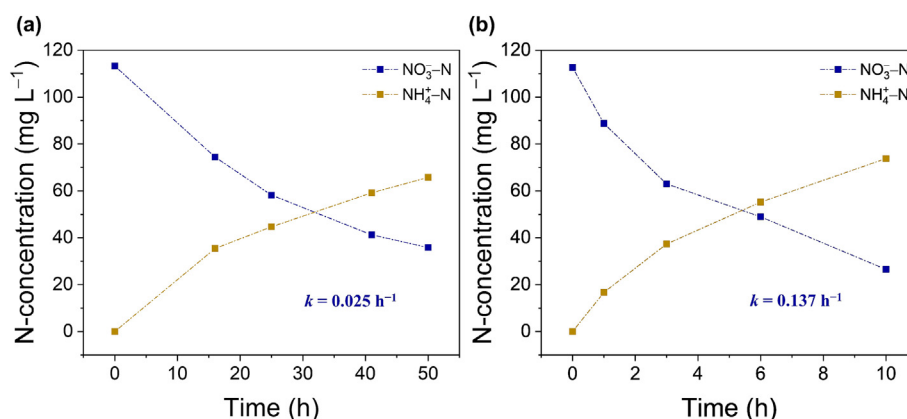 (a)
N-concentration (mg L⁻¹)
120
100
80
60
40
20
0
NO₃⁻–N
NH₄⁺–N
k = 0.025 h⁻¹
0 10 20 30 40 50
Time (h)
(b)
N-concentration (mg L⁻¹)
120
100
80
60
40
20
0
NO₃⁻–N
NH₄⁺–N
k = 0.137 h⁻¹
0 2 4 6 8 10
Time (h)